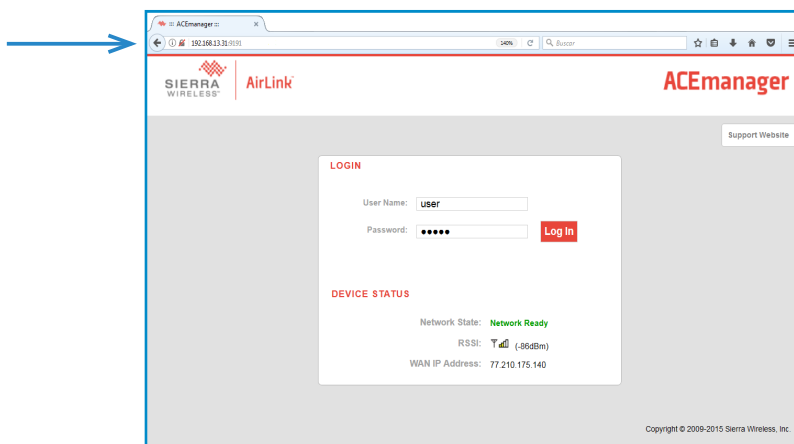 ::: ACEmanager :::
192.168.13.31:9191
140%
Buscar
SIERRA WIRELESS
AirLink
ACEmanager
Support Website
LOGIN
User Name: user
Password: •••••
Log In
DEVICE STATUS
Network State: Network Ready
RSSI: (-86dBm)
WAN IP Address: 77.210.175.140
Copyright © 2009-2015 Sierra Wireless, Inc.